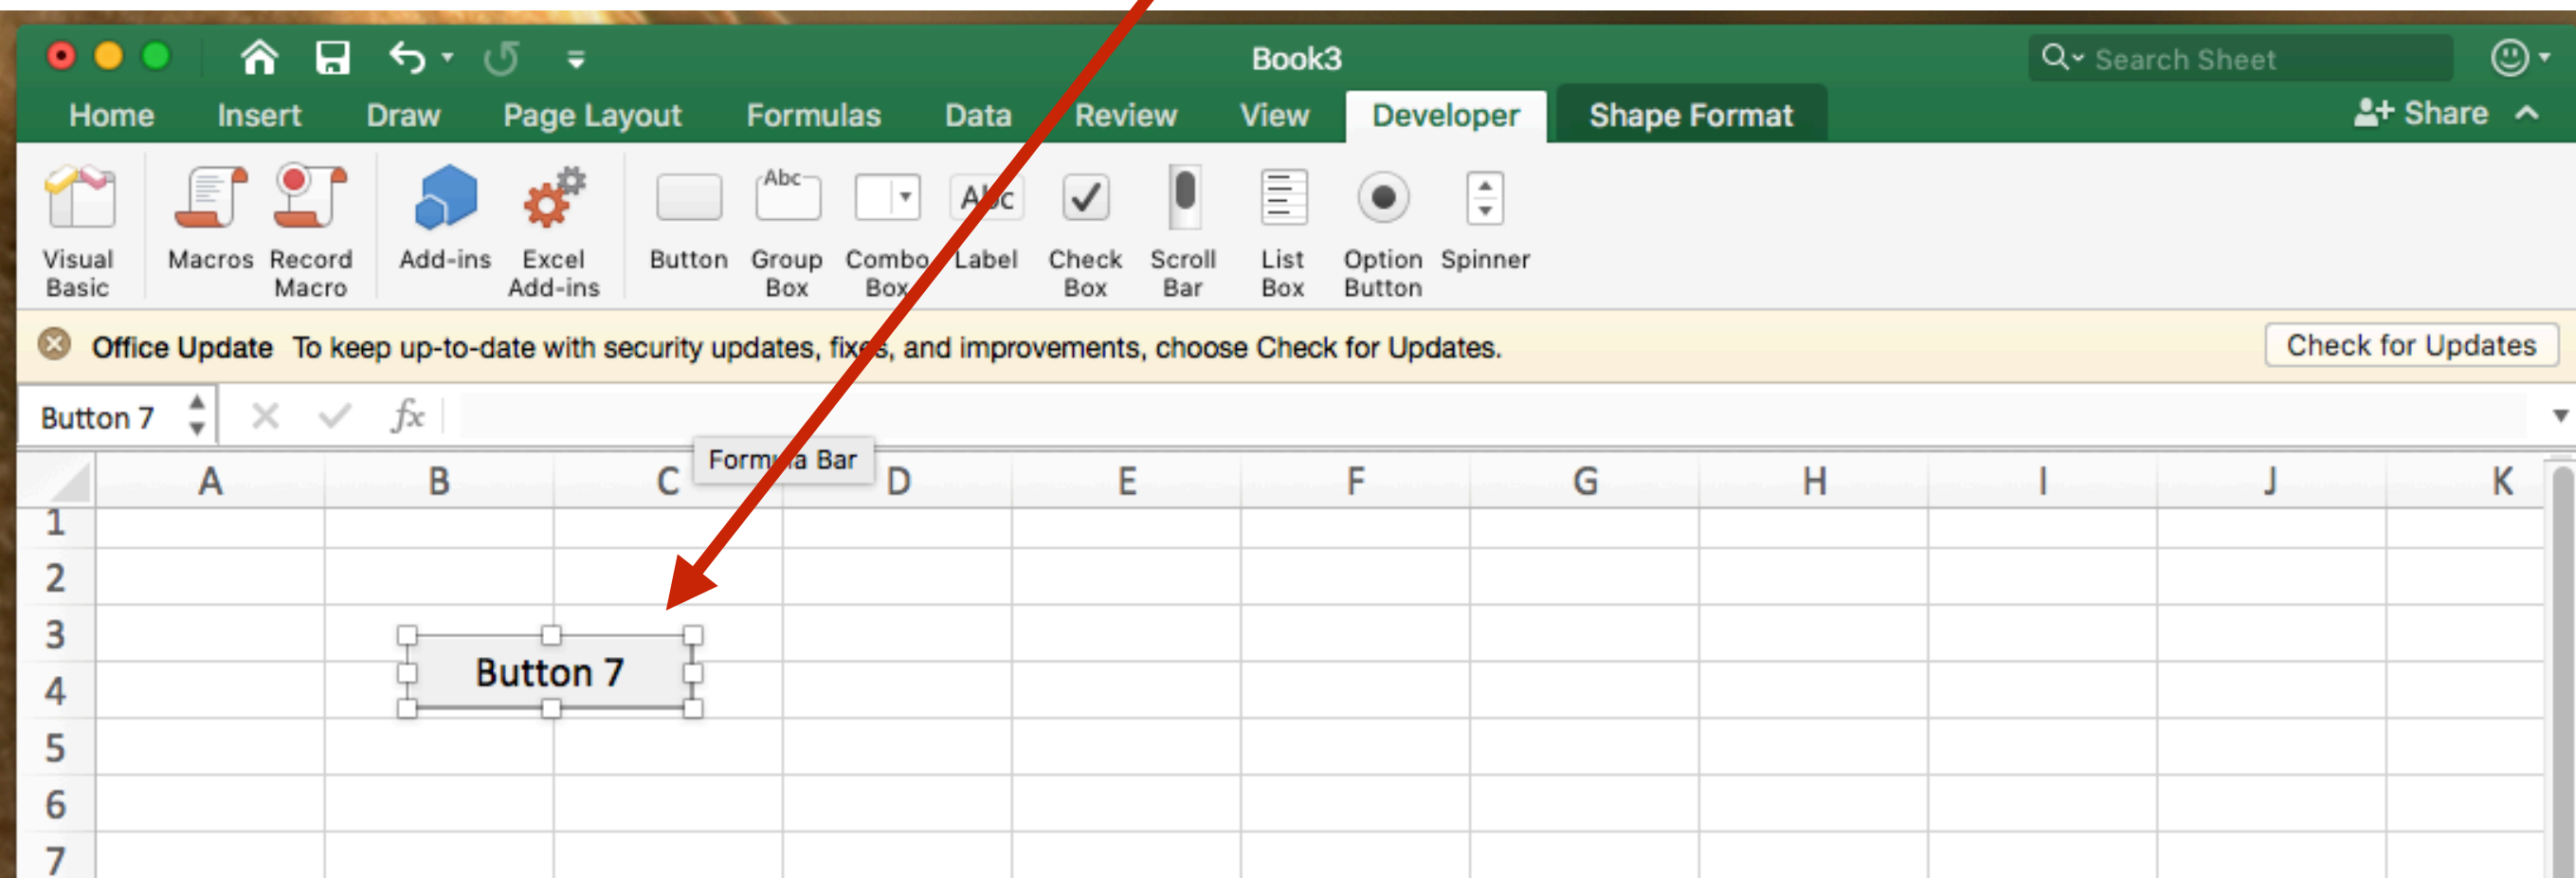 Book3
Search Sheet
Home Insert Draw Page Layout Formulas Data Review View Developer Shape Format Share
Abc
Abc
Visual Basic
Macros
Record Macro
Add-ins
Excel Add-ins
Button
Group Box
Combo Box
Label
Check Box
Scroll Bar
List Box
Option Button
Spinner
Office Update To keep up-to-date with security updates, fixes, and improvements, choose Check for Updates.
Check for Updates
Button 7 fx
Formula Bar
A B C D E F G H I J K
1
2
3
Button 7
4
5
6
7